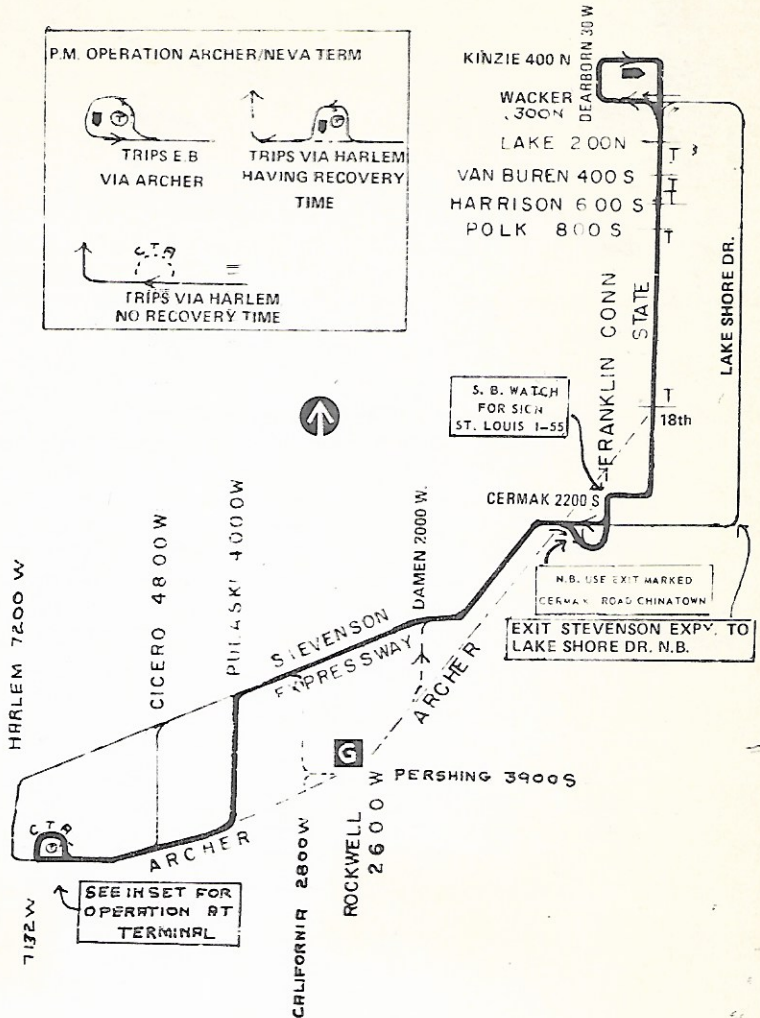 P.M. OPERATION ARCHER/NEVA TERM
TRIPS E.B
VIA ARCHER
TRIPS VIA HARLEM
HAVING RECOVERY
TIME
C T A
TRIPS VIA HARLEM
NO RECOVERY TIME
KINZIE 400 N
DEARBORN 30 W
WACKER
300N
LAKE 200N
T
VAN BUREN 400 S
T
HARRISON 600 S
T
POLK 800 S
T
FRANKLIN CONN
STATE
LAKE SHORE DR.
S. B. WATCH
FOR SIGN
ST. LOUIS I-55
T
18th
CERMAK 2200 S
N.B. USE EXIT MARKED
CERMAK ROAD CHINATOWN
EXIT STEVENSON EXPY. TO
LAKE SHORE DR. N.B.
HARLEM 7200 W
CICERO 4800W
PULASKI 4000W
DAMEN 2000 W.
STEVENSON
EXPRESSWAY
ARCHER
G
PERSHING 3900S
ROCKWELL
2600 W
CALIFORNIA 2800W
C T A
ARCHER
7132 W
SEE INSET FOR
OPERATION AT
TERMINAL